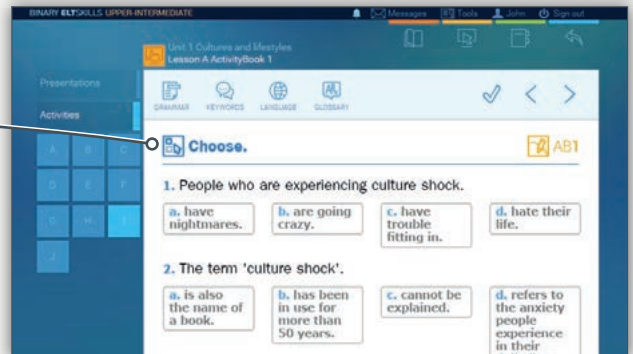 BINARY ELTSKILLS UPPER-INTERMEDIATE
Messages Tools John Sign out
Unit 1 Cultures and lifestyles
Lesson A ActivityBook 1
Presentations
Activities
A B C
D E F
G H I
J
GRAMMAR KEYWORDS LANGUAGE GLOSSARY
Choose. AB1
1. People who are experiencing culture shock.
a. have nightmares.
b. are going crazy.
c. have trouble fitting in.
d. hate their life.
2. The term 'culture shock'.
a. is also the name of a book.
b. has been in use for more than 50 years.
c. cannot be explained.
d. refers to the anxiety people experience in their